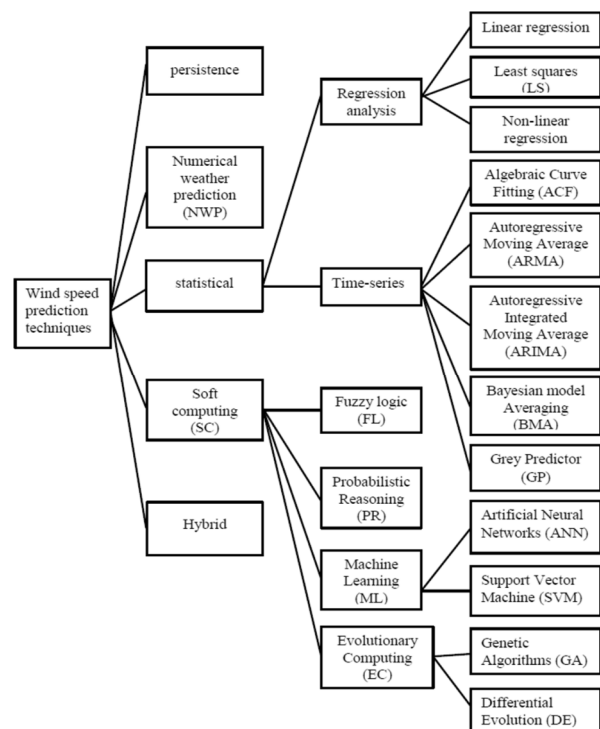 Wind speed
prediction
techniques
persistence
Numerical
weather
prediction
(NWP)
statistical
Soft
computing
(SC)
Hybrid
Regression
analysis
Time-series
Fuzzy logic
(FL)
Probabilistic
Reasoning
(PR)
Machine
Learning
(ML)
Evolutionary
Computing
(EC)
Linear regression
Least squares
(LS)
Non-linear
regression
Algebraic Curve
Fitting (ACF)
Autoregressive
Moving Average
(ARMA)
Autoregressive
Integrated
Moving Average
(ARIMA)
Bayesian model
Averaging
(BMA)
Grey Predictor
(GP)
Artificial Neural
Networks (ANN)
Support Vector
Machine (SVM)
Genetic
Algorithms (GA)
Differential
Evolution (DE)